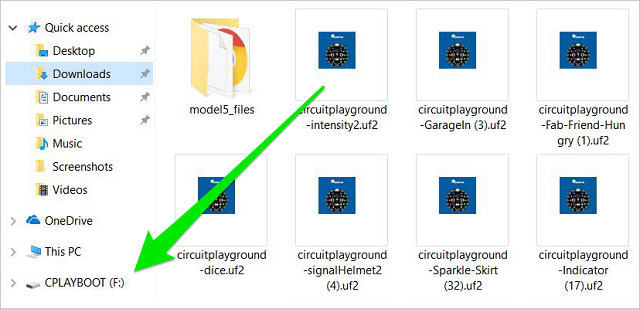 Quick access
Desktop
Downloads
Documents
Pictures
Music
Screenshots
Videos
OneDrive
This PC
CPLAYBOOT (F:)
model5_files
circuitplayground
-intensity2.uf2
circuitplayground
-GarageIn (3).uf2
circuitplayground
-Fab-Friend-Hun
gry (1).uf2
circuitplayground
-dice.uf2
circuitplayground
-signalHelmet2
(4).uf2
circuitplayground
-Sparkle-Skirt
(32).uf2
circuitplayground
-Indicator
(17).uf2